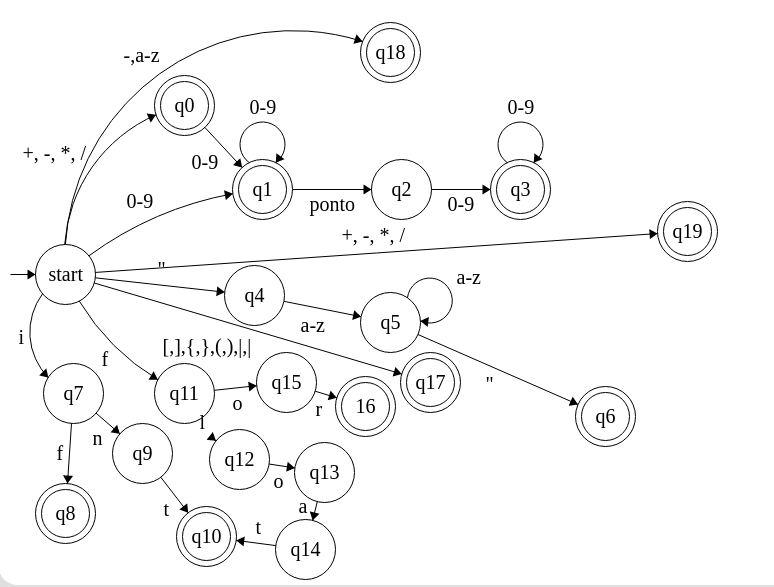 q18
-,a-z
q0
0-9
0-9
+, -, *, /
0-9
q1
ponto
q2
0-9
q3
0-9
+, -, *, /
q19
start
"
q4
a-z
q5
a-z
i
f
[,],{,},(,),|,|
q17
"
q6
q7
q11
o
q15
r
16
l
f
n
q9
q12
o
q13
q8
t
q10
t
a
q14